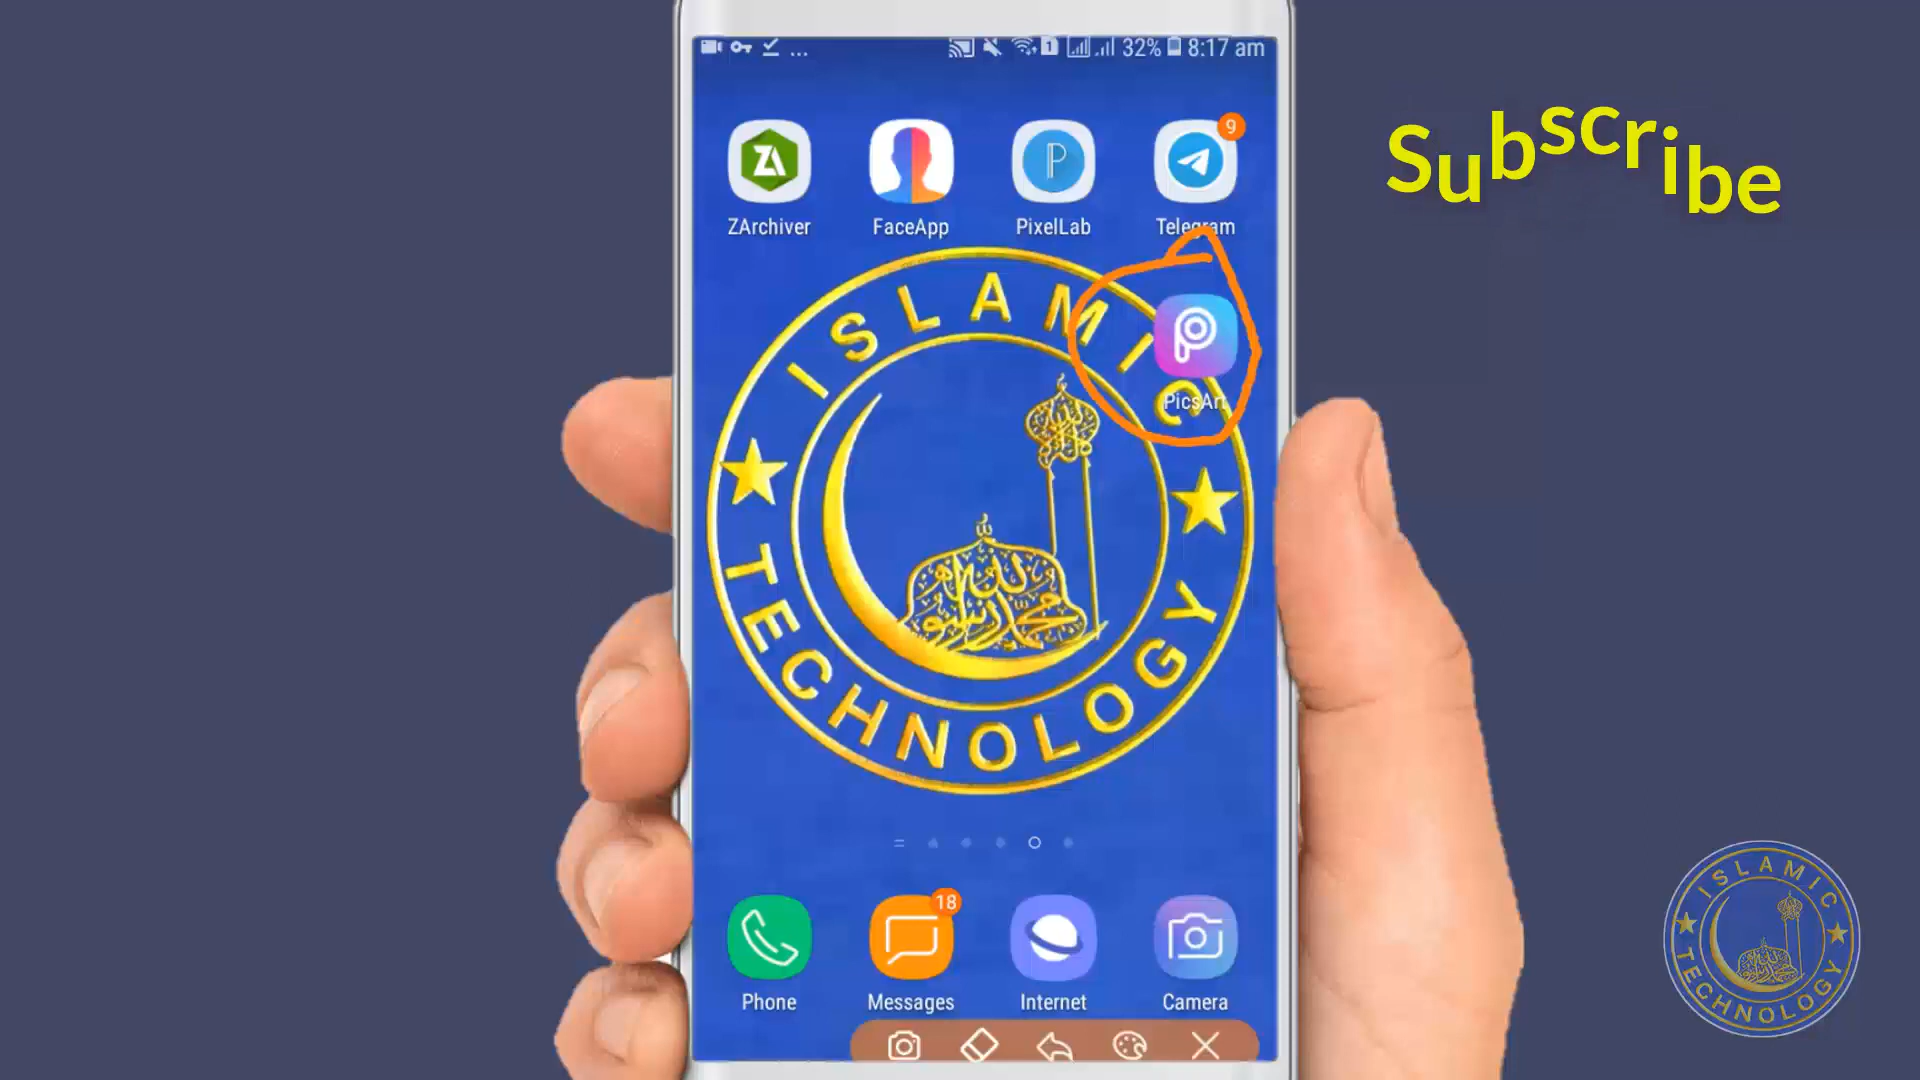 ... 1 32% 8:17 am
Subscribe
9
ZArchiver FaceApp PixelLab Telegram
ISLAMIC
PicsArt
TECHNOLOGY
18
Phone Messages Internet Camera
ISLAMIC
TECHNOLOGY